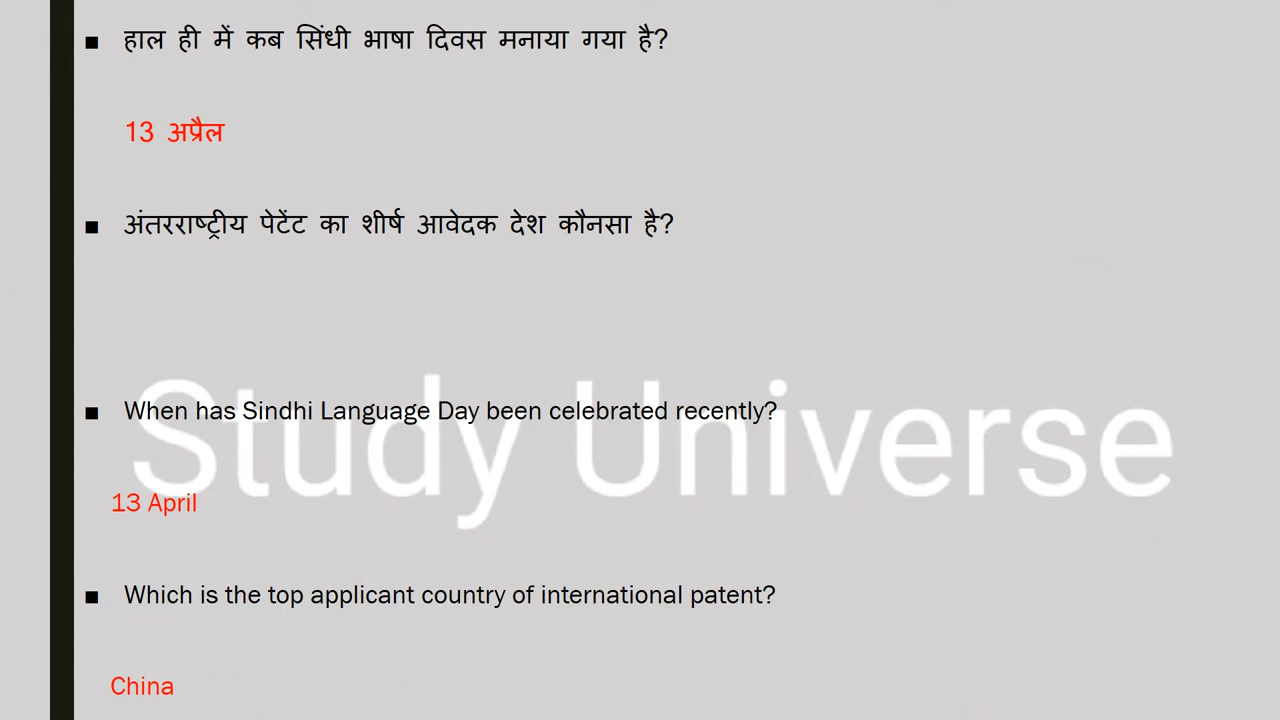 ■ हाल ही में कब सिंधी भाषा दिवस मनाया गया है?
13 अप्रैल
■ अंतरराष्ट्रीय पेटेंट का शीर्ष आवेदक देश कौनसा है?
Study Universe
■ When has Sindhi Language Day been celebrated recently?
13 April
■ Which is the top applicant country of international patent?
China